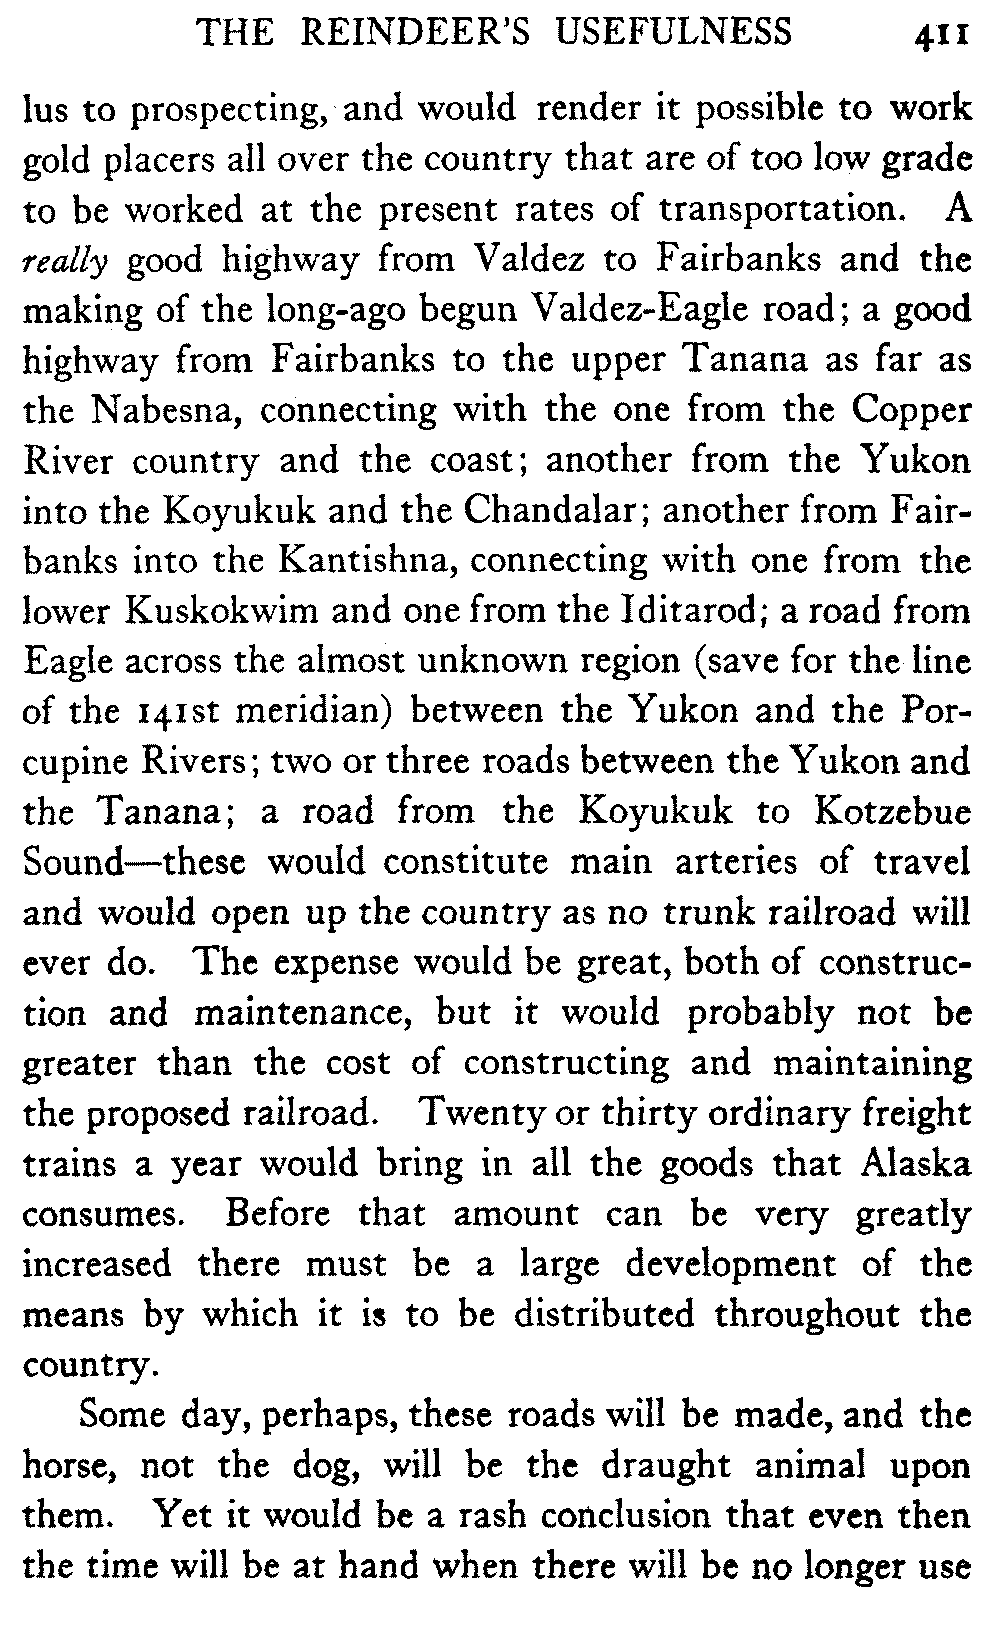 THE REINDEER'S USEFULNESS 411
lus to prospecting, and would render it possible to work
gold placers all over the country that are of too low grade
to be worked at the present rates of transportation. A
really good highway from Valdez to Fairbanks and the
making of the long-ago begun Valdez-Eagle road; a good
highway from Fairbanks to the upper Tanana as far as
the Nabesna, connecting with the one from the Copper
River country and the coast; another from the Yukon
into the Koyukuk and the Chandalar; another from Fair-
banks into the Kantishna, connecting with one from the
lower Kuskokwim and one from the Iditarod; a road from
Eagle across the almost unknown region (save for the line
of the 141st meridian) between the Yukon and the Por-
cupine Rivers; two or three roads between the Yukon and
the Tanana; a road from the Koyukuk to Kotzebue
Sound—these would constitute main arteries of travel
and would open up the country as no trunk railroad will
ever do. The expense would be great, both of construc-
tion and maintenance, but it would probably not be
greater than the cost of constructing and maintaining
the proposed railroad. Twenty or thirty ordinary freight
trains a year would bring in all the goods that Alaska
consumes. Before that amount can be very greatly
increased there must be a large development of the
means by which it is to be distributed throughout the
country.
Some day, perhaps, these roads will be made, and the
horse, not the dog, will be the draught animal upon
them. Yet it would be a rash conclusion that even then
the time will be at hand when there will be no longer use